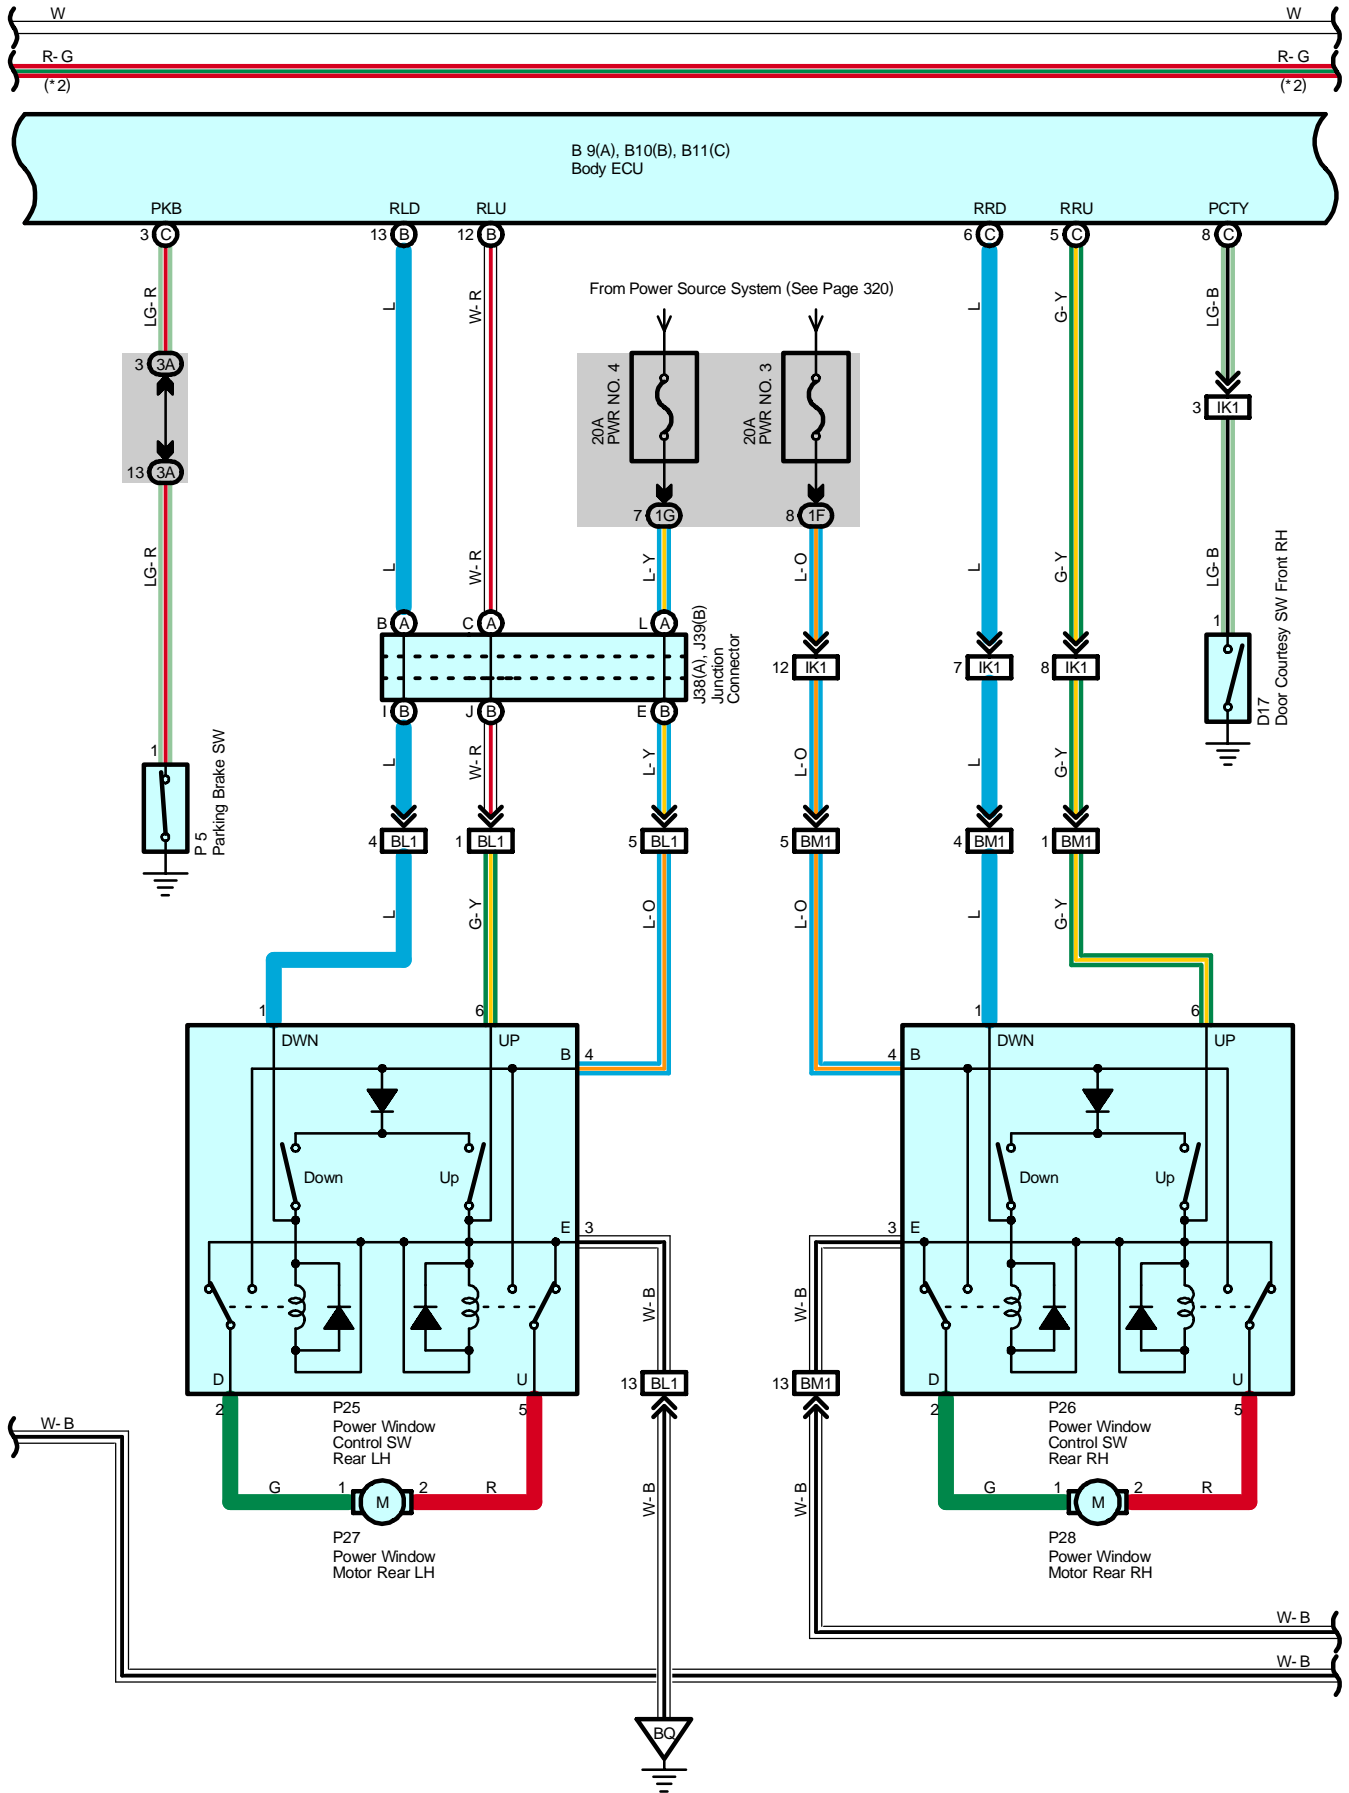 W W
R-G R-G
(*2) (*2)
B 9(A), B10(B), B11(C)
Body ECU
PKB RLD RLU RRD RRU PCTY
3 C 13 B 12 B 6 C 5 C 8 C
From Power Source System (See Page 320)
LG-R L W-R L G-Y LG-B
20A
PWR NO. 4
20A
PWR NO. 3
3 3A
3 IK1
13 3A
7 1G 8 1F
LG-R L W-R L-Y L-O L G-Y LG-B
B A C A L A
1
J38(A), J39(B)
Junction
Connector
12 IK1 7 IK1 8 IK1
D17
Door Courtesy SW Front RH
I B J B E B
1
L W-R L-Y L-O L G-Y
P 5
Parking Brake SW
4 BL1 1 BL1 5 BL1 5 BM1 4 BM1 1 BM1
L G-Y L-O L-O L G-Y
1 6 1 6
DWN UP DWN UP
B 4 4 B
Down Up Down Up
E 3 3 E
W-B W-B
D U D U
13 BL1 13 BM1
2 5 2 5
P25
Power Window
Control SW
Rear LH
P26
Power Window
Control SW
Rear RH
W-B
G 1 M 2 R G 1 M 2 R
W-B W-B
P27
Power Window
Motor Rear LH
P28
Power Window
Motor Rear RH
W-B
W-B
BQ